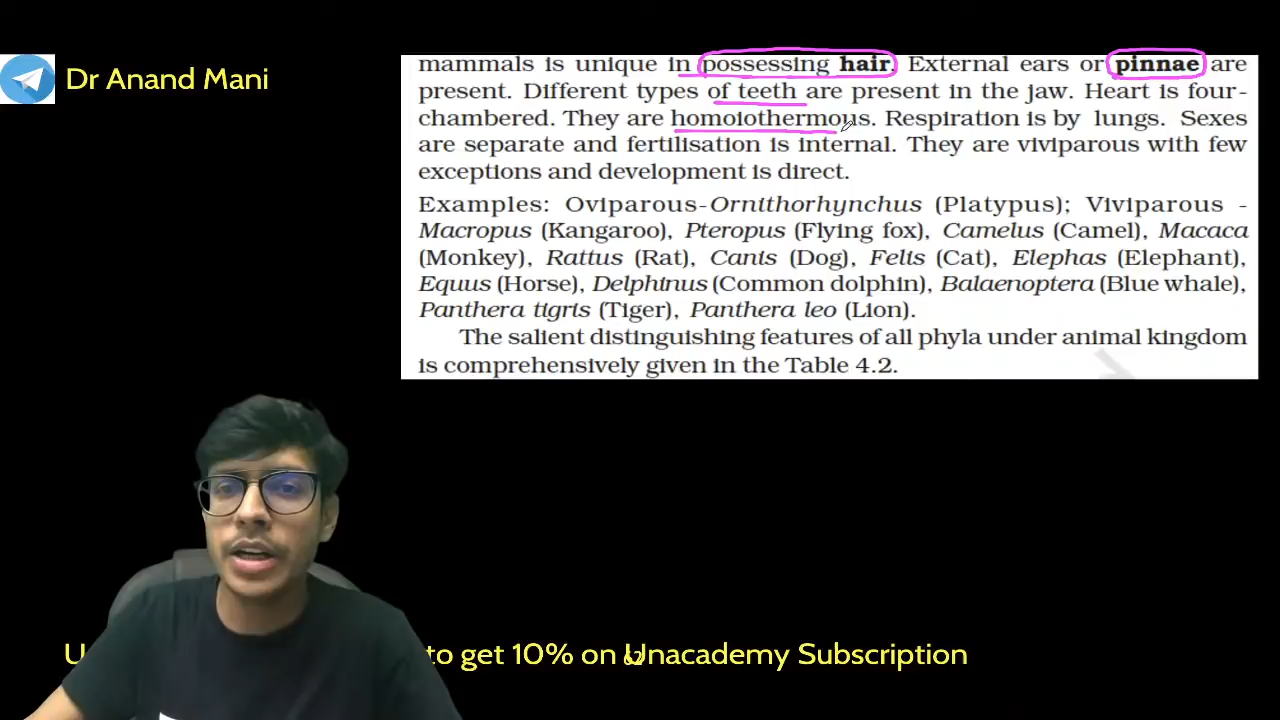 Dr Anand Mani
mammals is unique in possessing hair. External ears or pinnae are
present. Different types of teeth are present in the jaw. Heart is four-
chambered. They are homoiothermous. Respiration is by lungs. Sexes
are separate and fertilisation is internal. They are viviparous with few
exceptions and development is direct.
Examples: Oviparous-Ornithorhynchus (Platypus); Viviparous -
Macropus (Kangaroo), Pteropus (Flying fox), Camelus (Camel), Macaca
(Monkey), Rattus (Rat), Canis (Dog), Felis (Cat), Elephas (Elephant),
Equus (Horse), Delphinus (Common dolphin), Balaenoptera (Blue whale),
Panthera tigris (Tiger), Panthera leo (Lion).
The salient distinguishing features of all phyla under animal kingdom
is comprehensively given in the Table 4.2.
to get 10% on Unacademy Subscription
62